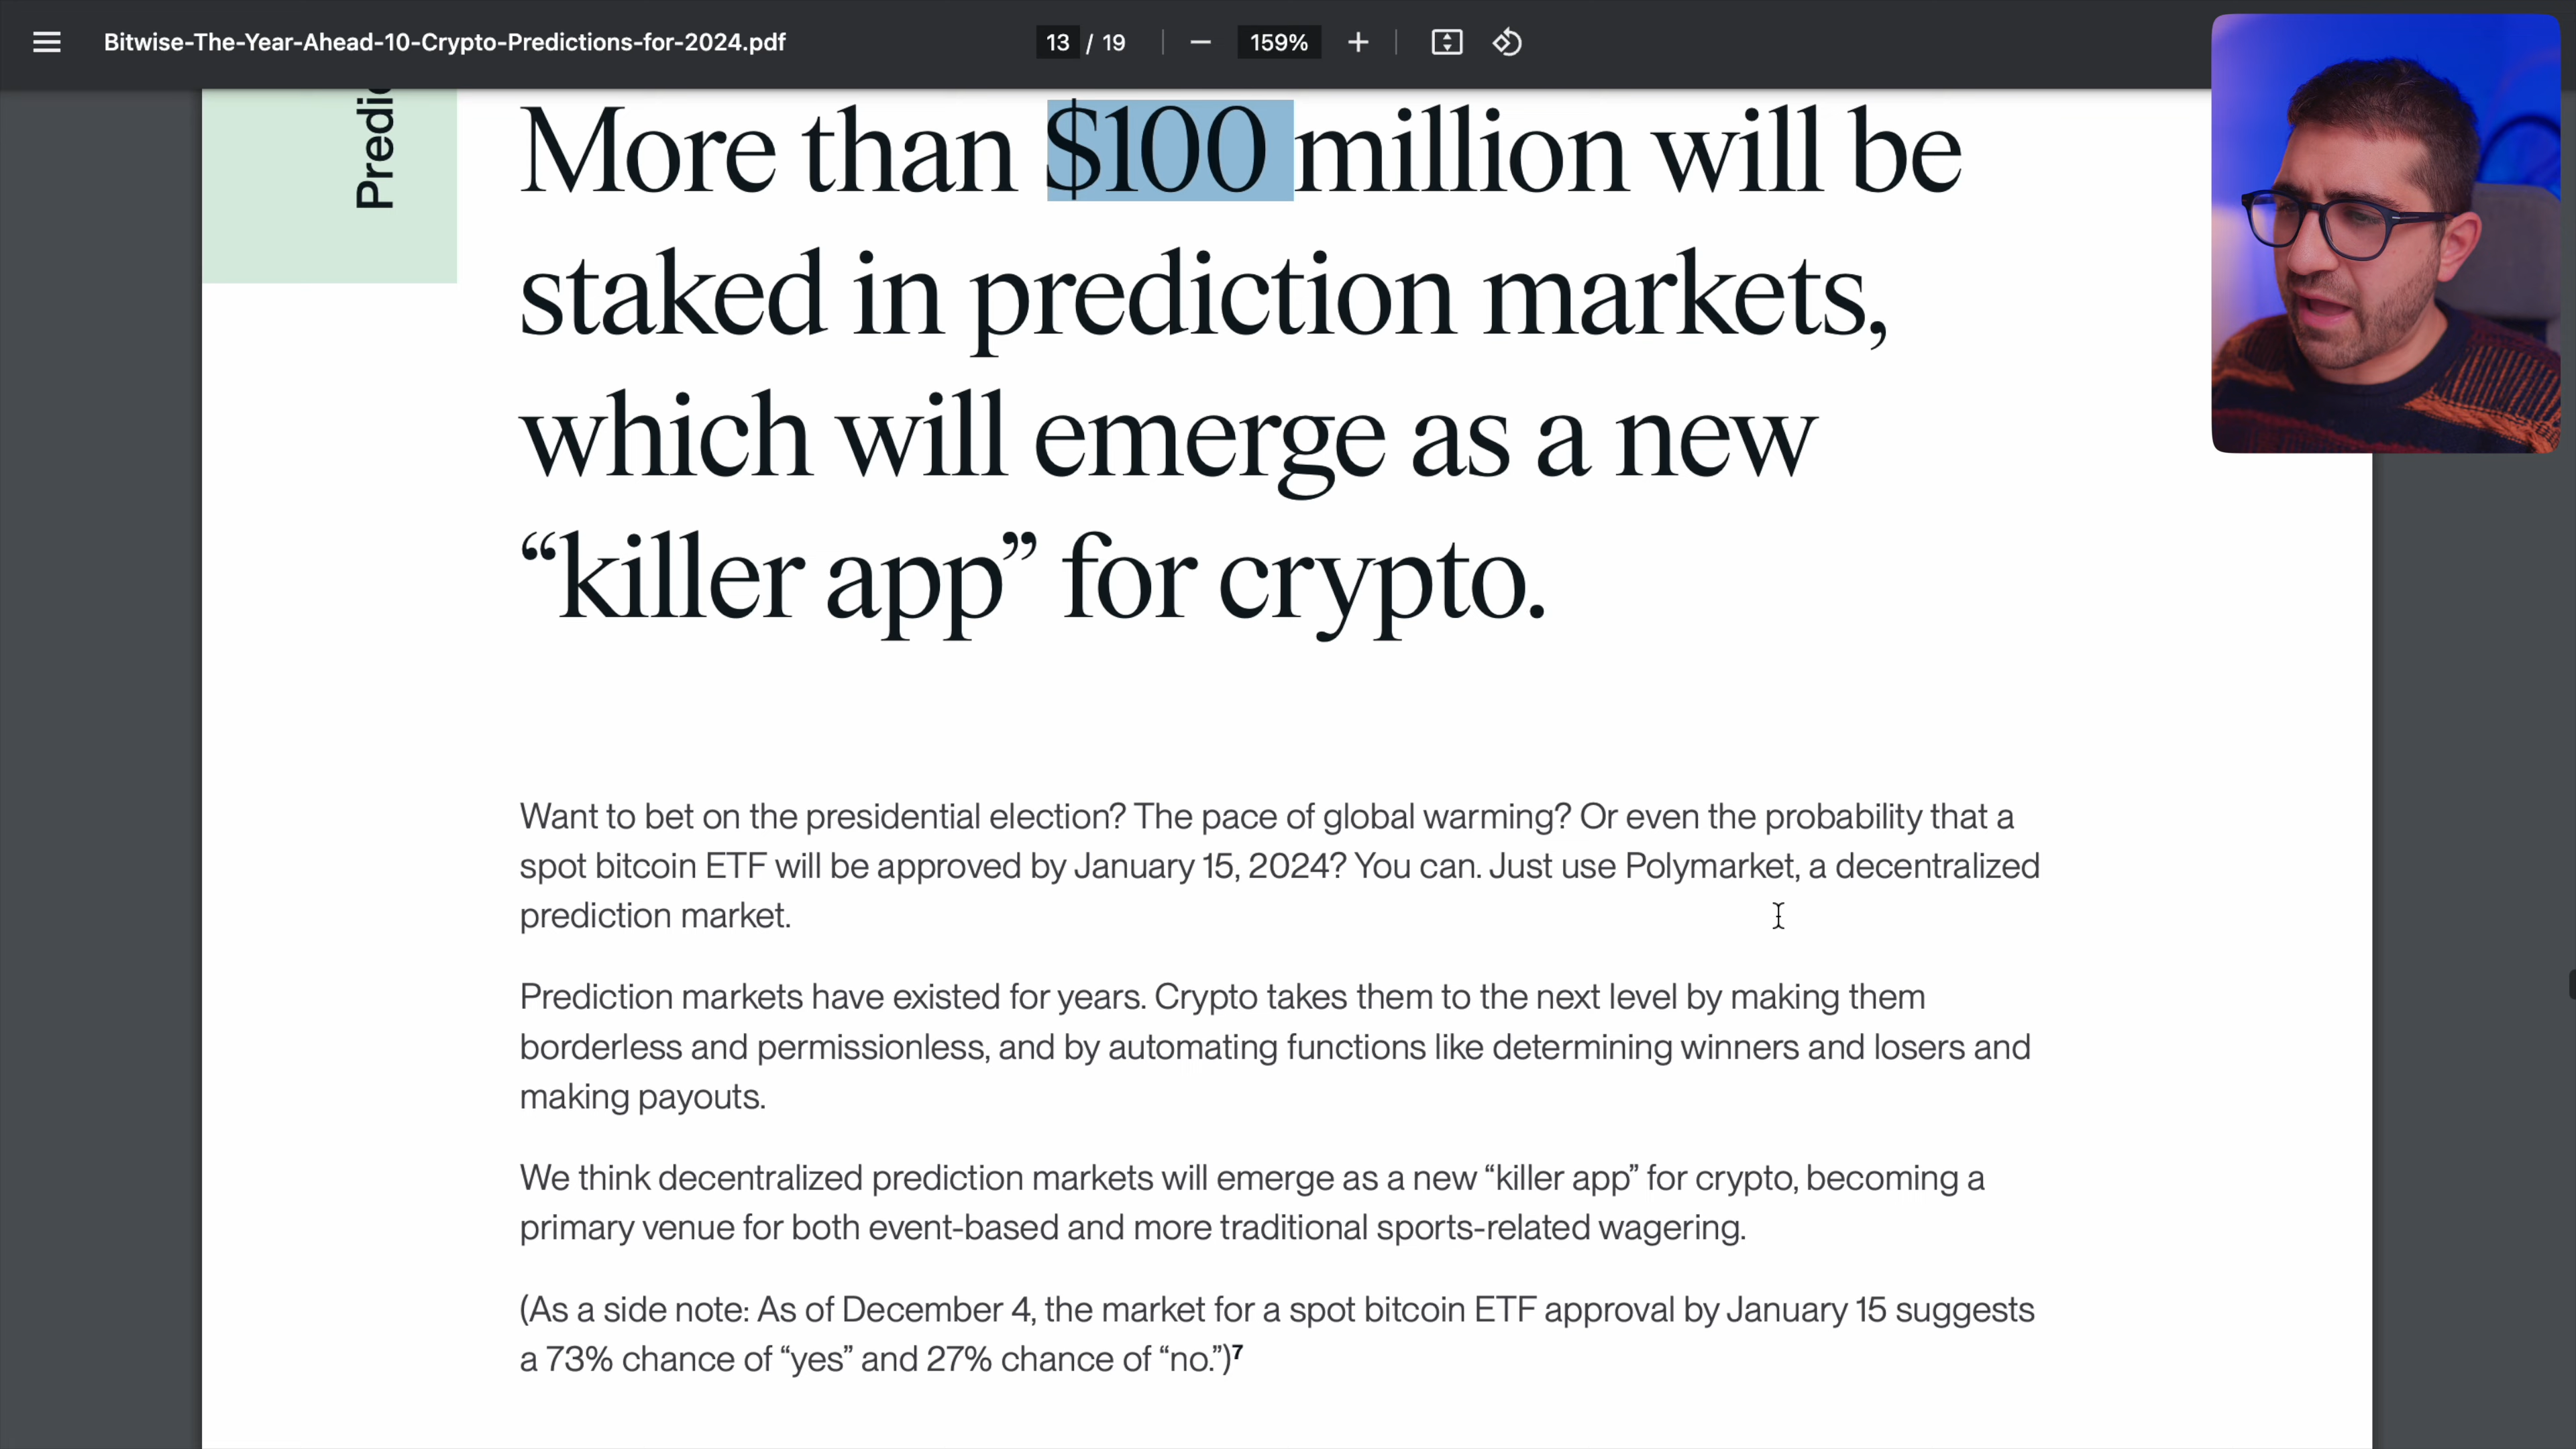 Bitwise-The-Year-Ahead-10-Crypto-Predictions-for-2024.pdf
13 / 19
159%
More than $100 million will be
staked in prediction markets,
which will emerge as a new
“killer app” for crypto.
Want to bet on the presidential election? The pace of global warming? Or even the probability that a
spot bitcoin ETF will be approved by January 15, 2024? You can. Just use Polymarket, a decentralized
prediction market.
Prediction markets have existed for years. Crypto takes them to the next level by making them
borderless and permissionless, and by automating functions like determining winners and losers and
making payouts.
We think decentralized prediction markets will emerge as a new “killer app” for crypto, becoming a
primary venue for both event-based and more traditional sports-related wagering.
(As a side note: As of December 4, the market for a spot bitcoin ETF approval by January 15 suggests
a 73% chance of “yes” and 27% chance of “no.”)⁷